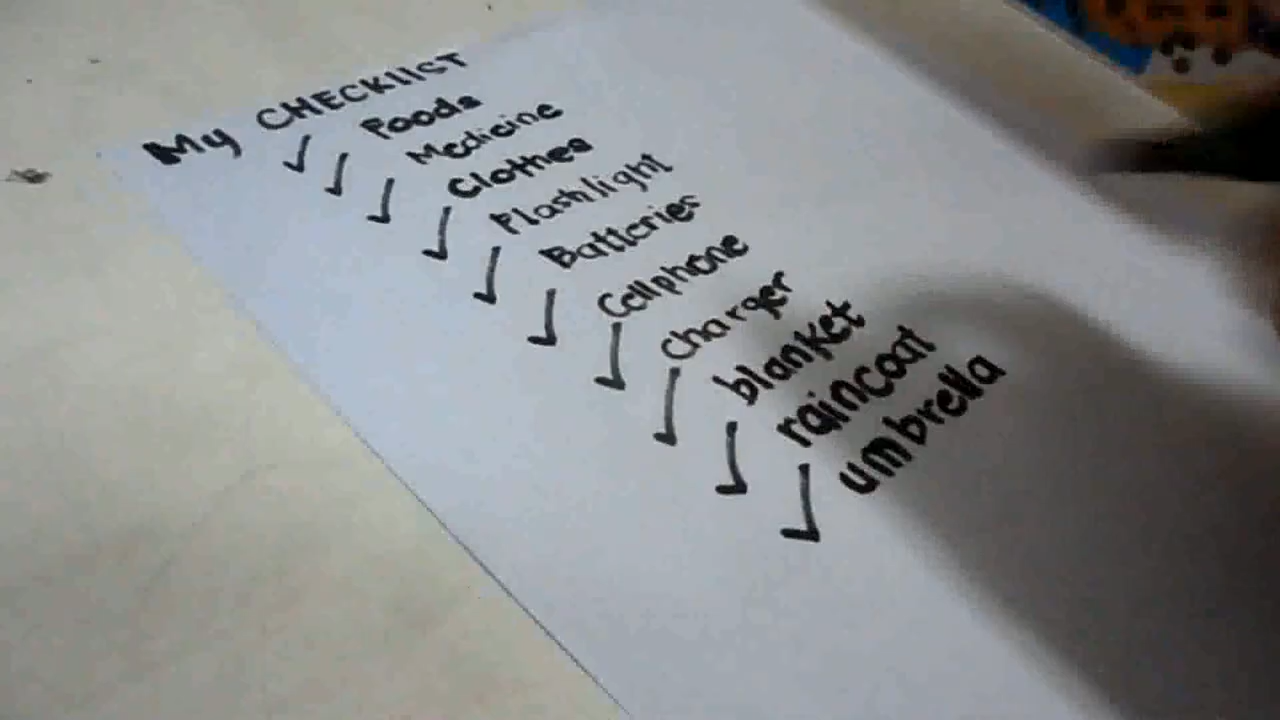 My CHECKLIST
✓ Foods
✓ Medicine
✓ Clothes
✓ Flashlight
✓ Batteries
✓ Cellphone
✓ Charger
✓ blanket
✓ raincoat
✓ umbrella